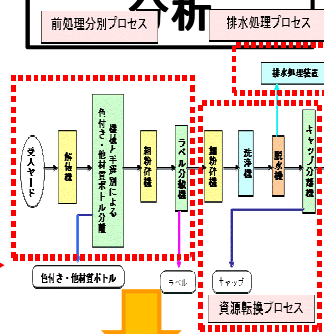 分析
前処理分別プロセス
排水処理プロセス
排水処理装置
受入ヤード
解俵機
機械と手選別による
色付き・他材質ボトル分離
粗粉砕機
ラベル分離機
細粉砕機
洗浄機
脱水機
キャップ分離機
色付き・他材質ボトル
ラベル
キャップ
資源転換プロセス